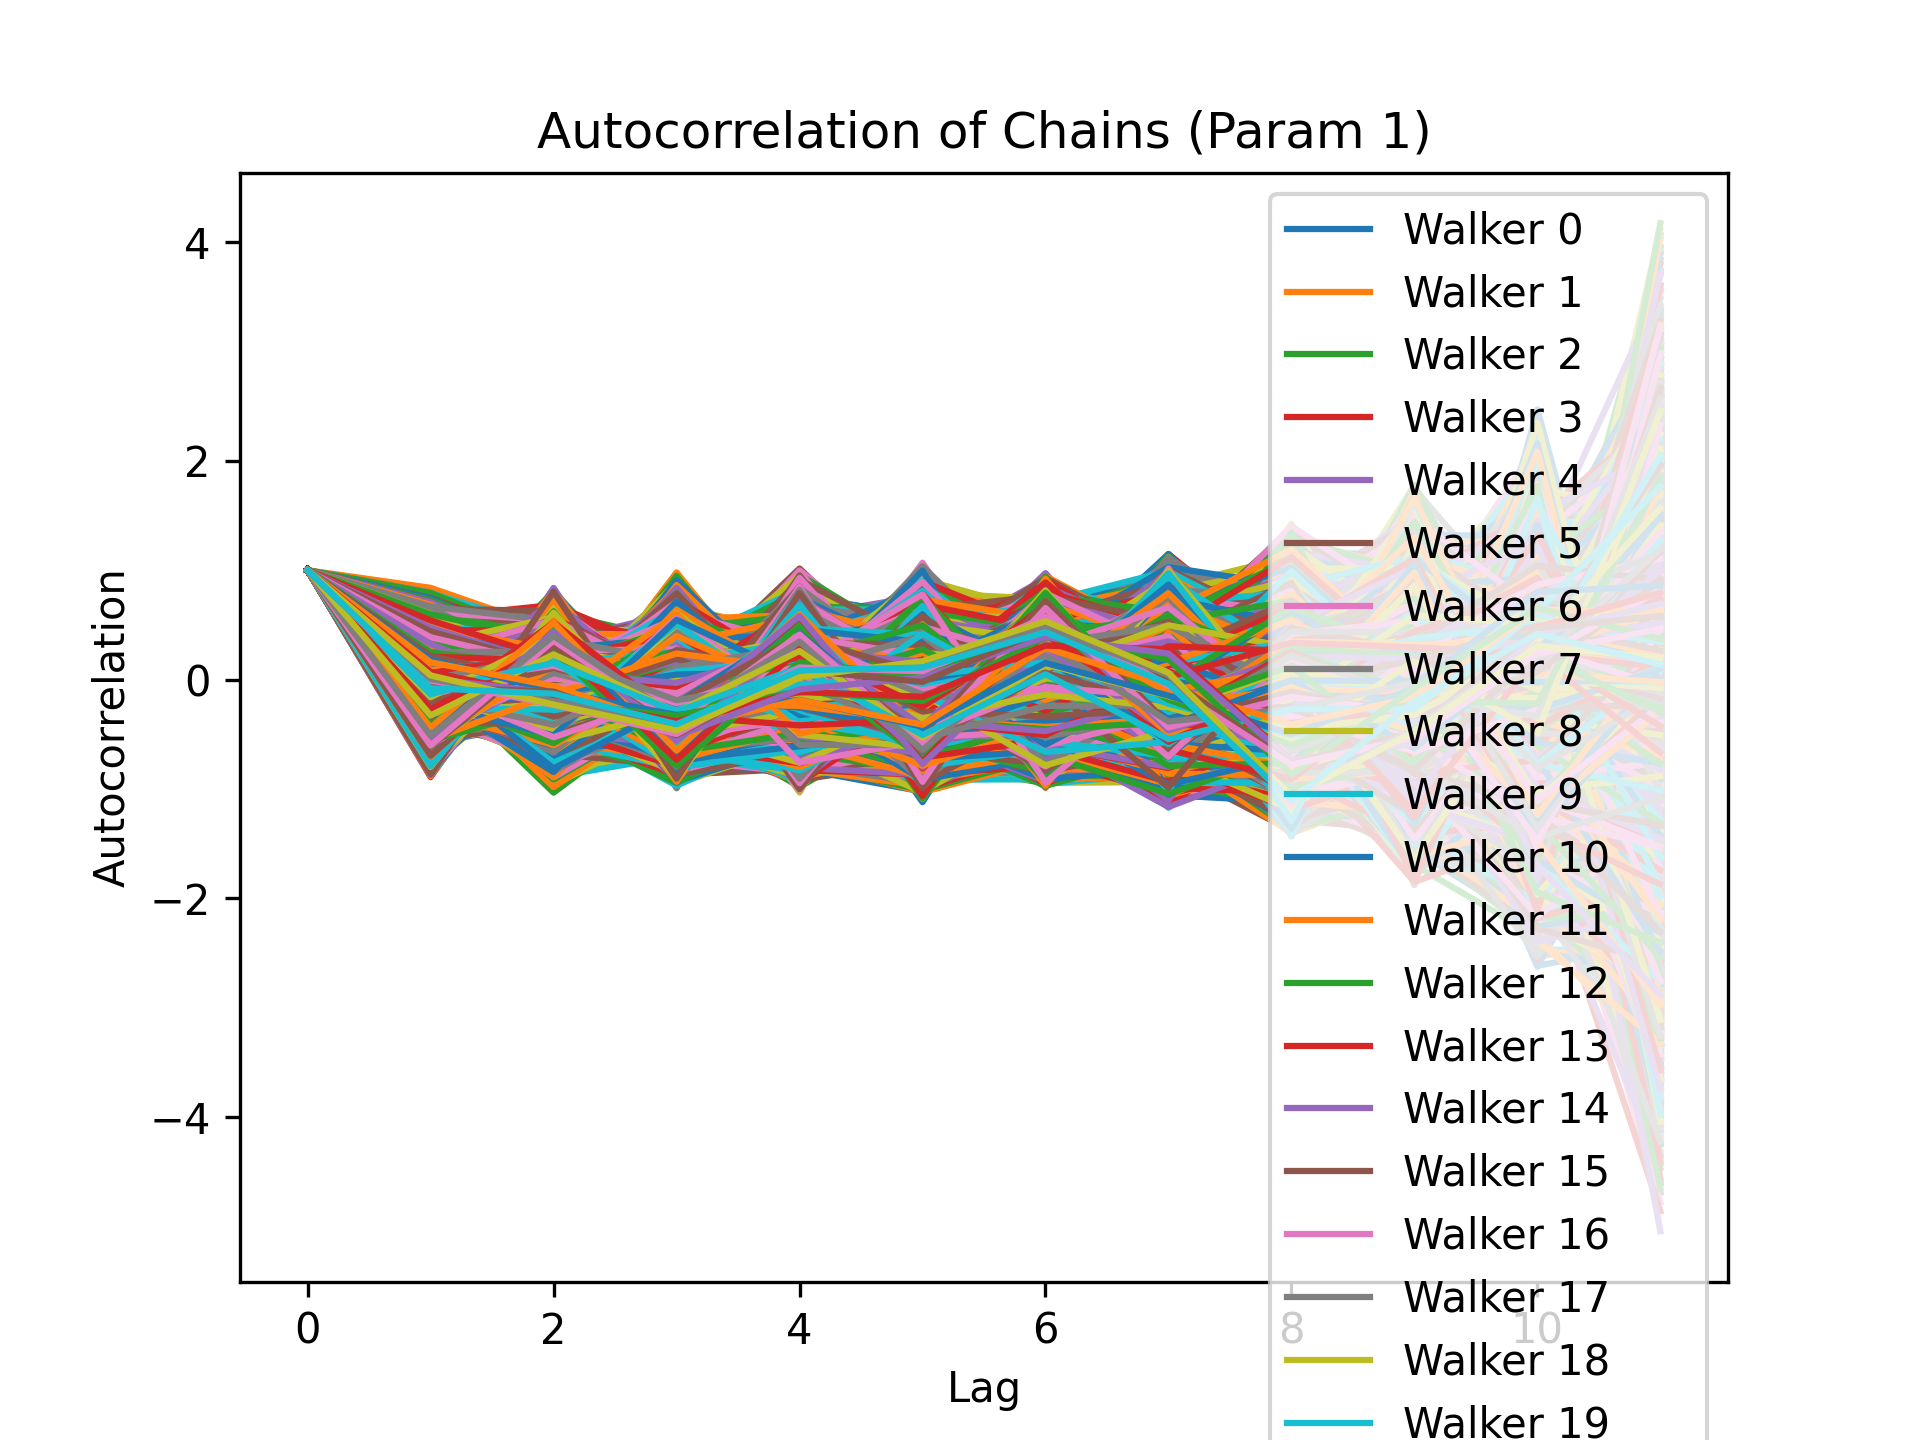 Autocorrelation of Chains (Param 1)
Autocorrelation
4
2
0
−2
−4
0
2
4
6
8
10
Lag
Walker 0
Walker 1
Walker 2
Walker 3
Walker 4
Walker 5
Walker 6
Walker 7
Walker 8
Walker 9
Walker 10
Walker 11
Walker 12
Walker 13
Walker 14
Walker 15
Walker 16
Walker 17
Walker 18
Walker 19